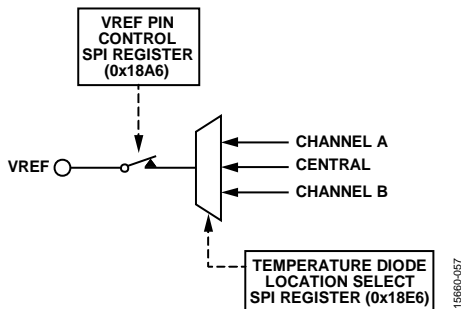 VREF PIN
CONTROL
SPI REGISTER
(0x18A6)
VREF
CHANNEL A
CENTRAL
CHANNEL B
TEMPERATURE DIODE
LOCATION SELECT
SPI REGISTER (0x18E6)
15660-057